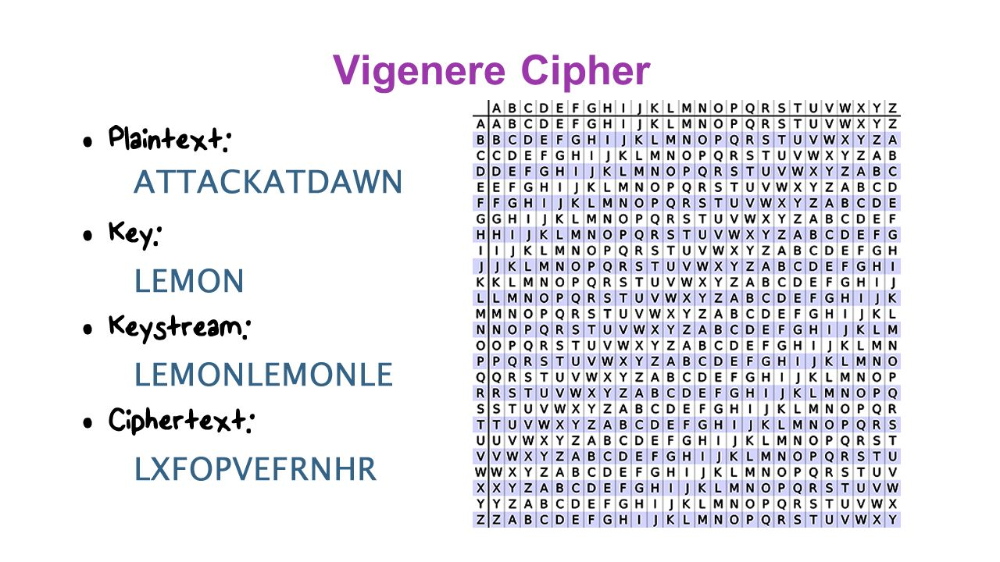 Vigenere Cipher
• Plaintext:
ATTACKATDAWN
• Key:
LEMON
• Keystream:
LEMONLEMONLE
• Ciphertext:
LXFOPVEFRNHR
A B C D E F G H I J K L M N O P Q R S T U V W X Y Z
A A B C D E F G H I J K L M N O P Q R S T U V W X Y Z
B B C D E F G H I J K L M N O P Q R S T U V W X Y Z A
C C D E F G H I J K L M N O P Q R S T U V W X Y Z A B
D D E F G H I J K L M N O P Q R S T U V W X Y Z A B C
E E F G H I J K L M N O P Q R S T U V W X Y Z A B C D
F F G H I J K L M N O P Q R S T U V W X Y Z A B C D E
G G H I J K L M N O P Q R S T U V W X Y Z A B C D E F
H H I J K L M N O P Q R S T U V W X Y Z A B C D E F G
I I J K L M N O P Q R S T U V W X Y Z A B C D E F G H
J J K L M N O P Q R S T U V W X Y Z A B C D E F G H I
K K L M N O P Q R S T U V W X Y Z A B C D E F G H I J
L L M N O P Q R S T U V W X Y Z A B C D E F G H I J K
M M N O P Q R S T U V W X Y Z A B C D E F G H I J K L
N N O P Q R S T U V W X Y Z A B C D E F G H I J K L M
O O P Q R S T U V W X Y Z A B C D E F G H I J K L M N
P P Q R S T U V W X Y Z A B C D E F G H I J K L M N O
Q Q R S T U V W X Y Z A B C D E F G H I J K L M N O P
R R S T U V W X Y Z A B C D E F G H I J K L M N O P Q
S S T U V W X Y Z A B C D E F G H I J K L M N O P Q R
T T U V W X Y Z A B C D E F G H I J K L M N O P Q R S
U U V W X Y Z A B C D E F G H I J K L M N O P Q R S T
V V W X Y Z A B C D E F G H I J K L M N O P Q R S T U
W W X Y Z A B C D E F G H I J K L M N O P Q R S T U V
X X Y Z A B C D E F G H I J K L M N O P Q R S T U V W
Y Y Z A B C D E F G H I J K L M N O P Q R S T U V W X
Z Z A B C D E F G H I J K L M N O P Q R S T U V W X Y